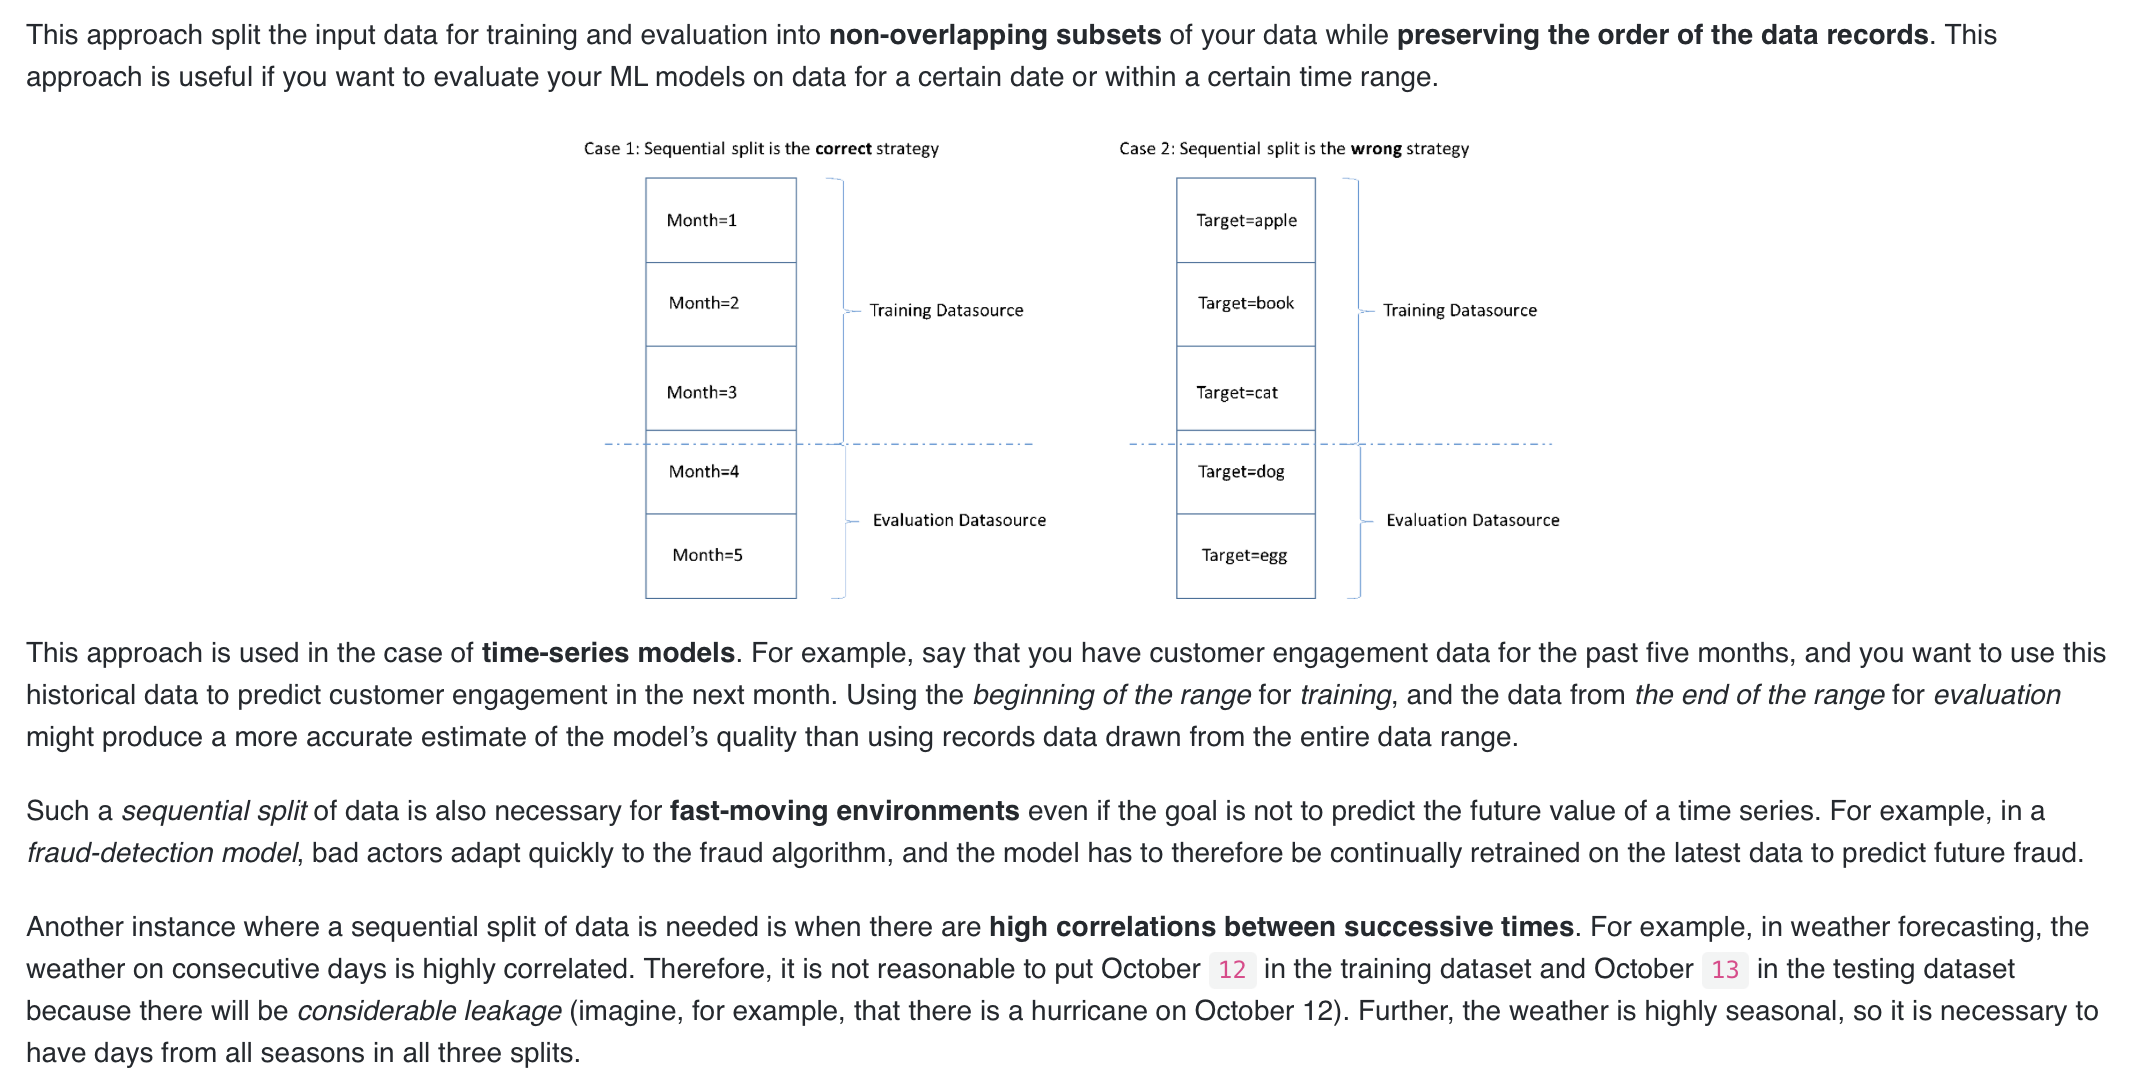 This approach split the input data for training and evaluation into non-overlapping subsets of your data while preserving the order of the data records. This
approach is useful if you want to evaluate your ML models on data for a certain date or within a certain time range.
Case 1: Sequential split is the correct strategy
Month=1
Month=2
Month=3
Month=4
Month=5
Training Datasource
Evaluation Datasource
Case 2: Sequential split is the wrong strategy
Target=apple
Target=book
Target=cat
Target=dog
Target=egg
Training Datasource
Evaluation Datasource
This approach is used in the case of time-series models. For example, say that you have customer engagement data for the past five months, and you want to use this
historical data to predict customer engagement in the next month. Using the beginning of the range for training, and the data from the end of the range for evaluation
might produce a more accurate estimate of the model’s quality than using records data drawn from the entire data range.
Such a sequential split of data is also necessary for fast-moving environments even if the goal is not to predict the future value of a time series. For example, in a
fraud-detection model, bad actors adapt quickly to the fraud algorithm, and the model has to therefore be continually retrained on the latest data to predict future fraud.
Another instance where a sequential split of data is needed is when there are high correlations between successive times. For example, in weather forecasting, the
weather on consecutive days is highly correlated. Therefore, it is not reasonable to put October 12 in the training dataset and October 13 in the testing dataset
because there will be considerable leakage (imagine, for example, that there is a hurricane on October 12). Further, the weather is highly seasonal, so it is necessary to
have days from all seasons in all three splits.